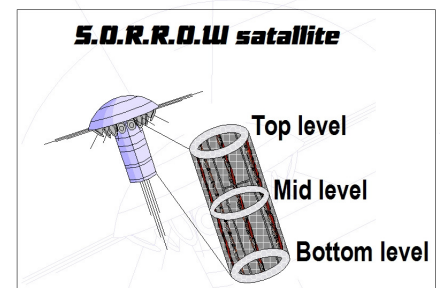 S.O.R.R.O.W satallite
Top level
Mid level
Bottom level